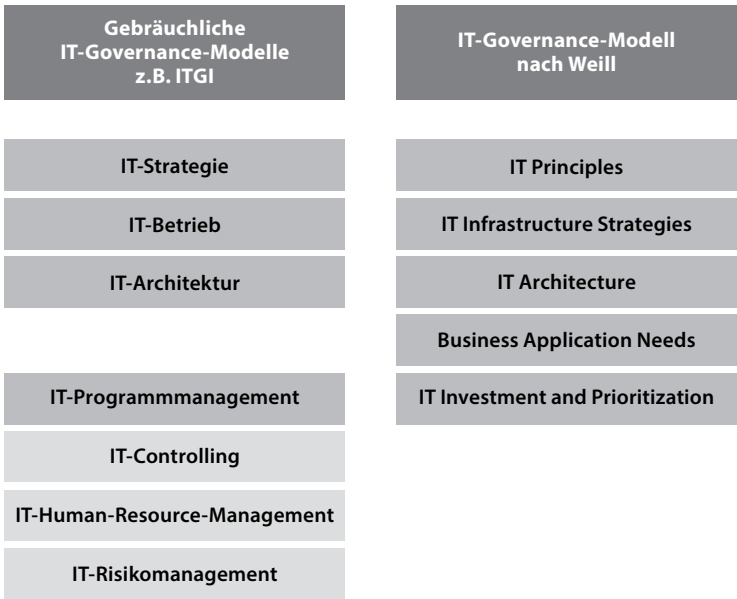 Gebräuchliche
IT-Governance-Modelle
z.B. ITGI
IT-Strategie
IT-Betrieb
IT-Architektur
IT-Programmmanagement
IT-Controlling
IT-Human-Resource-Management
IT-Risikomanagement
IT-Governance-Modell
nach Weill
IT Principles
IT Infrastructure Strategies
IT Architecture
Business Application Needs
IT Investment and Prioritization